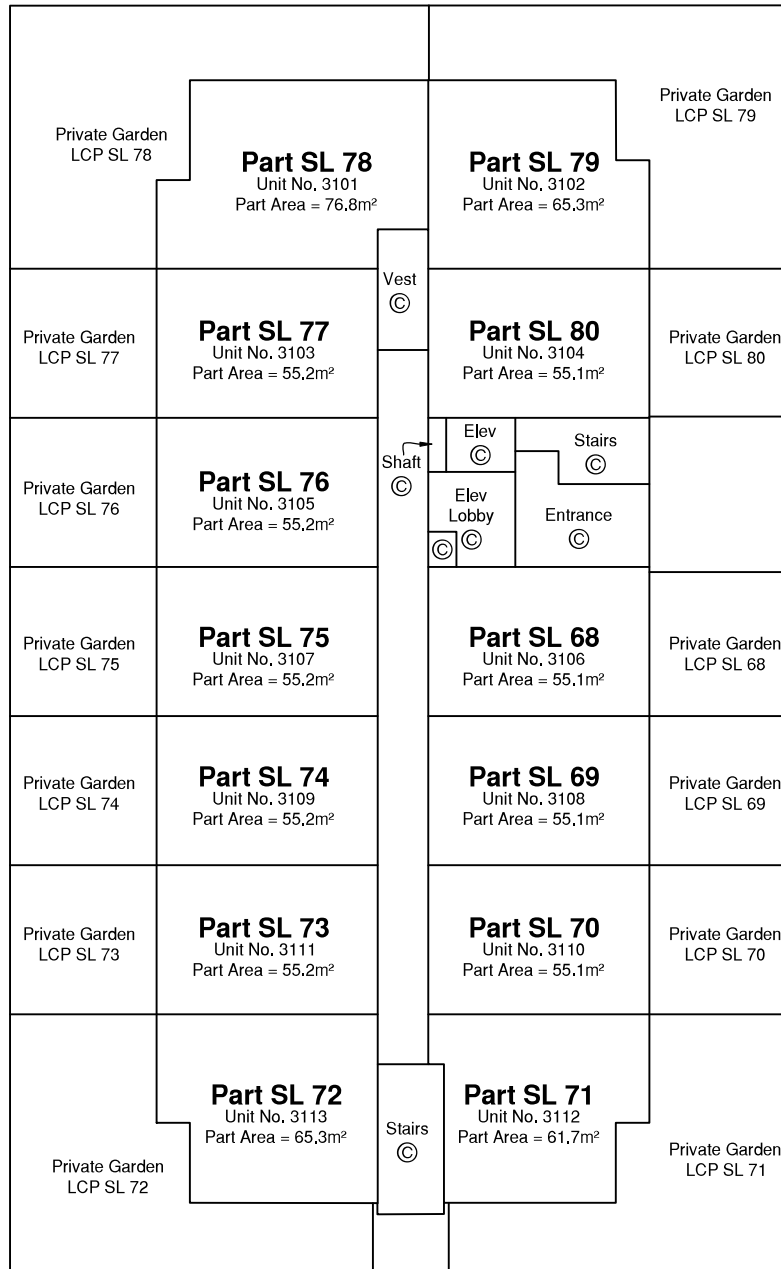 Private Garden
LCP SL 79
Private Garden
LCP SL 78
Part SL 78
Unit No. 3101
Part Area = 76.8m²
Part SL 79
Unit No. 3102
Part Area = 65.3m²
Vest
©
Private Garden
LCP SL 77
Part SL 77
Unit No. 3103
Part Area = 55.2m²
Part SL 80
Unit No. 3104
Part Area = 55.1m²
Private Garden
LCP SL 80
Private Garden
LCP SL 76
Part SL 76
Unit No. 3105
Part Area = 55.2m²
Shaft
©
Elev
©
Stairs
©
Elev
Lobby
©
©
Entrance
©
Private Garden
LCP SL 75
Part SL 75
Unit No. 3107
Part Area = 55.2m²
Part SL 68
Unit No. 3106
Part Area = 55.1m²
Private Garden
LCP SL 68
Private Garden
LCP SL 74
Part SL 74
Unit No. 3109
Part Area = 55.2m²
Part SL 69
Unit No. 3108
Part Area = 55.1m²
Private Garden
LCP SL 69
Private Garden
LCP SL 73
Part SL 73
Unit No. 3111
Part Area = 55.2m²
Part SL 70
Unit No. 3110
Part Area = 55.1m²
Private Garden
LCP SL 70
Private Garden
LCP SL 72
Part SL 72
Unit No. 3113
Part Area = 65.3m²
Stairs
©
Part SL 71
Unit No. 3112
Part Area = 61.7m²
Private Garden
LCP SL 71